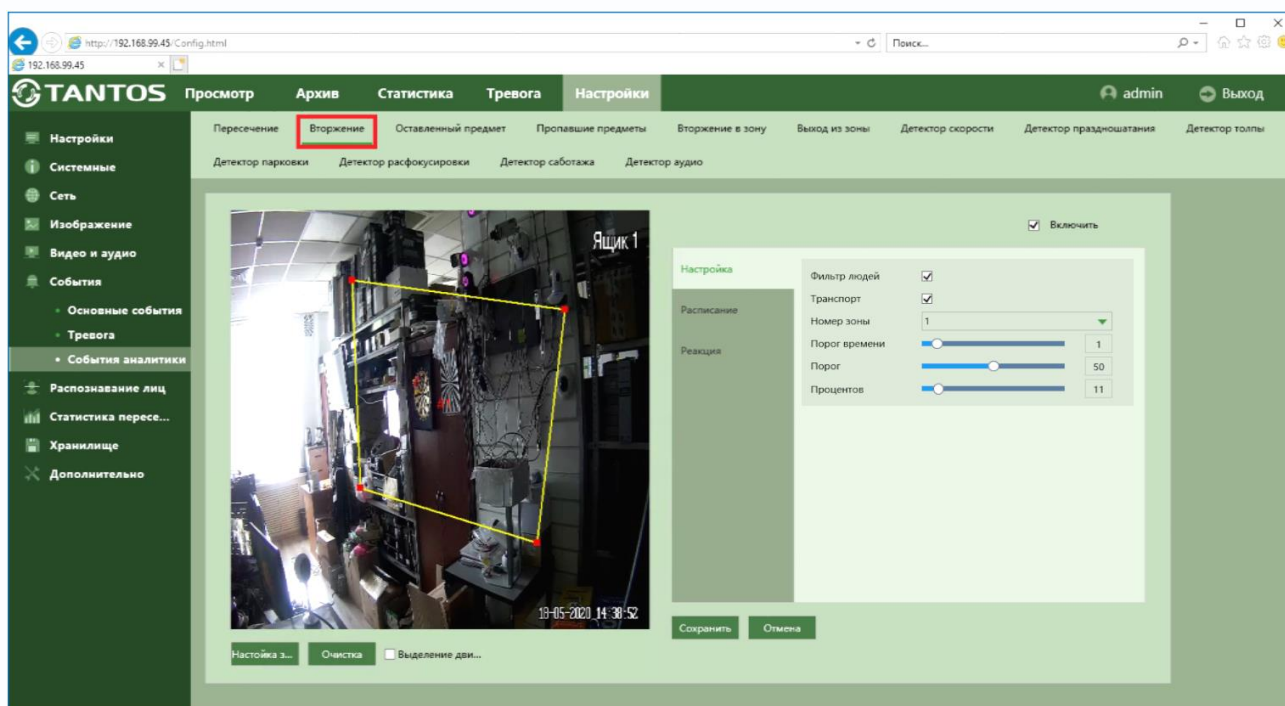 http://192.168.99.45/Config.html
Поиск...
192.168.99.45
TANTOS
Просмотр
Архив
Статистика
Тревога
Настройки
admin
Выход
Настройки
Системные
Сеть
Изображение
Видео и аудио
События
Основные события
Тревога
События аналитики
Распознавание лиц
Статистика пересе...
Хранилище
Дополнительно
Пересечение
Вторжение
Оставленный предмет
Пропавшие предметы
Вторжение в зону
Выход из зоны
Детектор скорости
Детектор праздношатания
Детектор толпы
Детектор парковки
Детектор расфокусировки
Детектор саботажа
Детектор аудио
Ящик 1
#1
18-05-2020 14:38:52
Настойка з...
Очистка
Выделение дви...
Включить
Настройка
Расписание
Реакция
Фильтр людей
Транспорт
Номер зоны
1
Порог времени
1
Порог
50
Процентов
11
Сохранить
Отмена